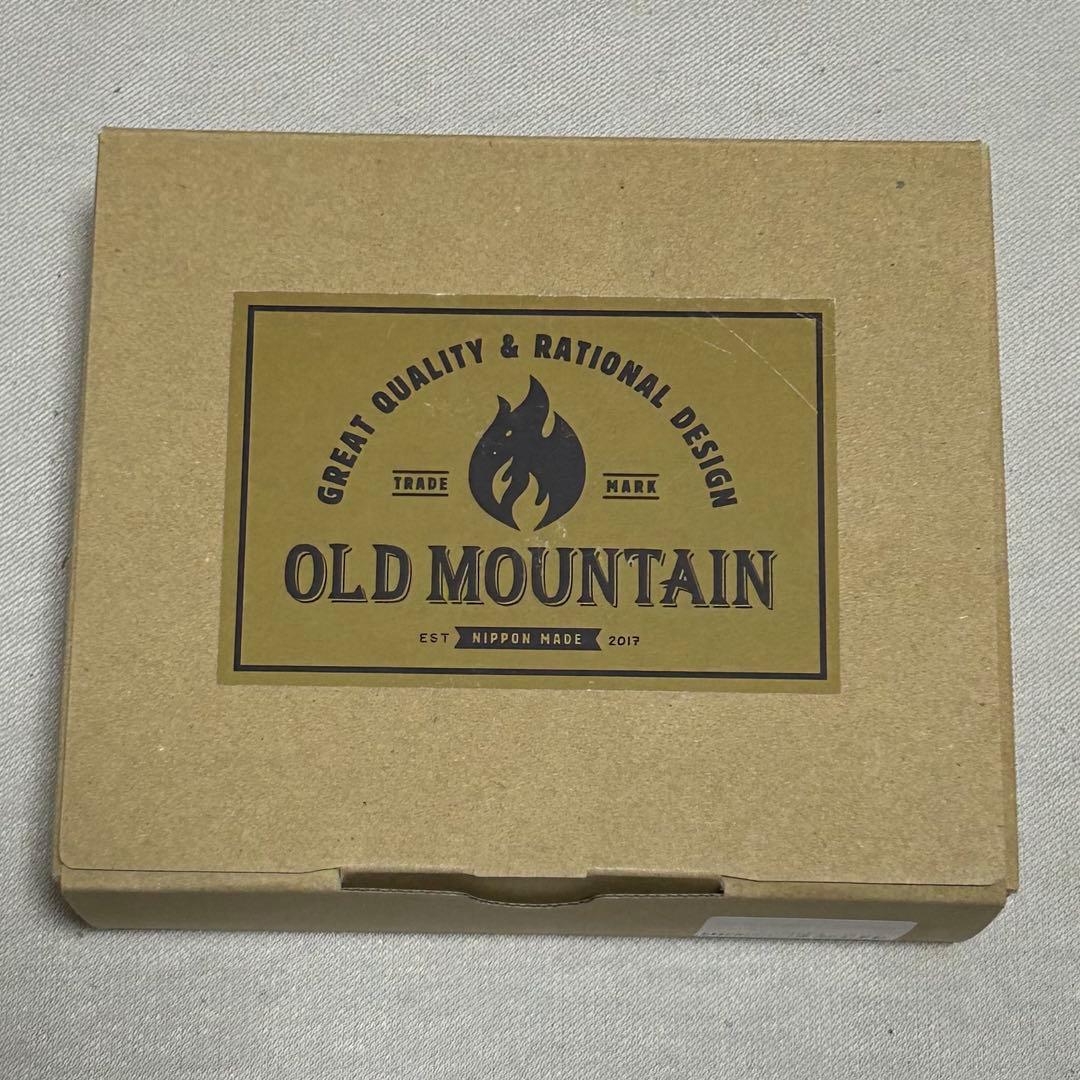 GREAT QUALITY & RATIONAL DESIGN
TRADE MARK
OLD MOUNTAIN
EST NIPPON MADE 2017